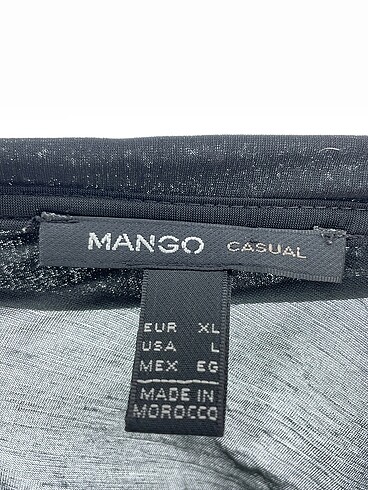 MANGO CASUAL
EUR XL
USA L
MEX EG
MADE IN
MOROCCO